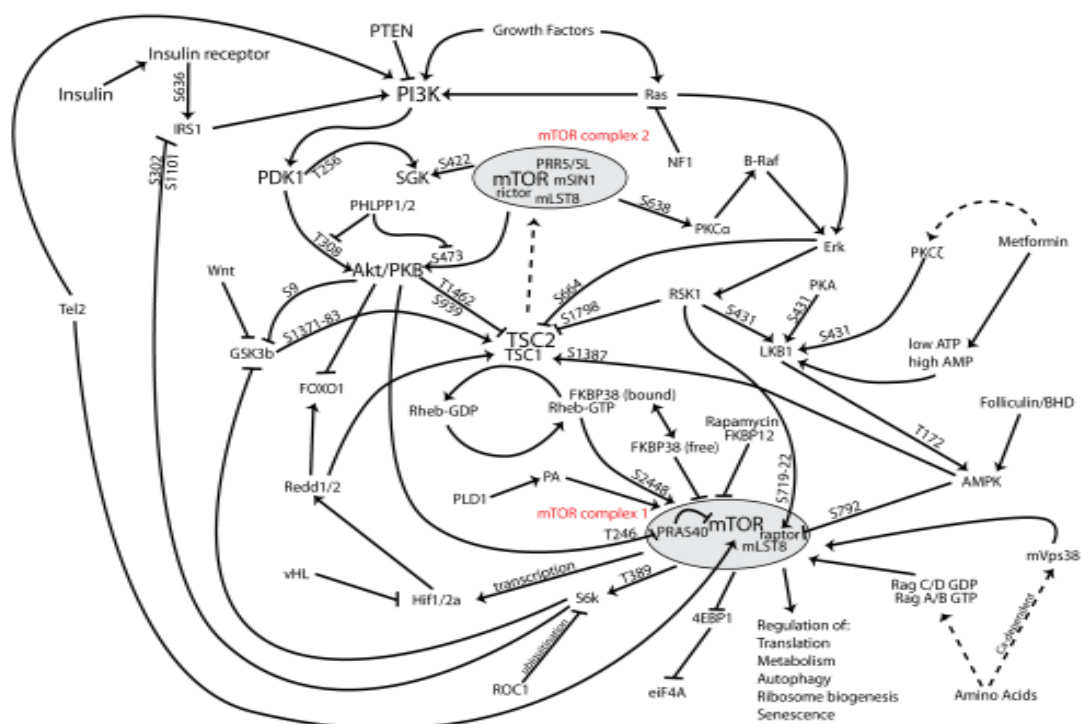 PTEN
Growth Factors
Insulin receptor
Insulin
S636
PI3K
Ras
IRS1
mTOR complex 2
S302
S1101
T256
PDK1
SGK
S422
PRR5/5L
mTOR mSIN1
rictor
mLST8
NF1
B-Raf
PHLPP1/2
S638
PKCα
T308
S473
Erk
PKCζ
Metformin
Wnt
Akt/PKB
Tel2
S9
T1462
S939
S664
RSK1
PKA
S1371-83
S1798
S431
S431
S431
GSK3b
TSC2
TSC1
S1387
LKB1
low ATP
high AMP
FOXO1
Rheb-GDP
FKBP38 (bound)
Rheb-GTP
Rapamycin
FKBP12
FKBP38 (free)
Folliculin/BHD
T172
Redd1/2
PLD1
PA
S2448
S719-22
AMPK
S792
mTOR complex 1
T246
PRAS40
mTOR
raptor
mLST8
mVps38
vHL
transcription
T389
Hif1/2a
S6k
Rag C/D GDP
Rag A/B GTP
Ca-dependent
4EBP1
Regulation of:
Translation
Metabolism
Autophagy
Ribosome biogenesis
Senescence
ubiquitination
ROC1
eiF4A
Amino Acids